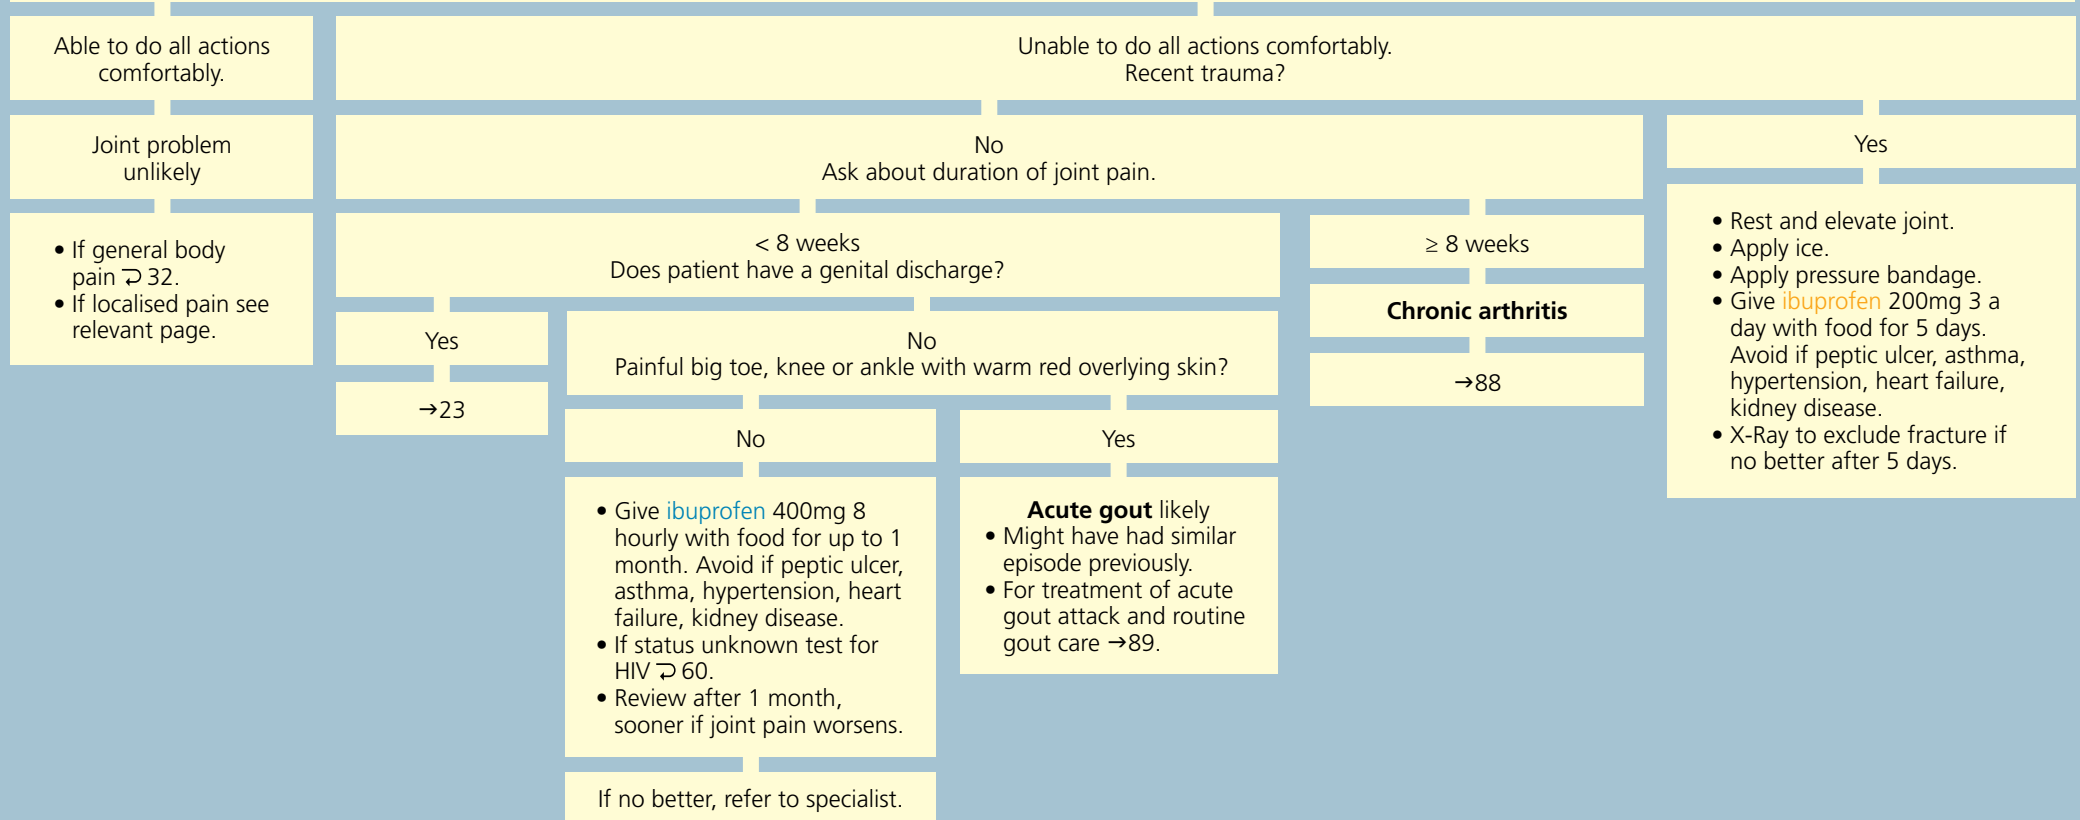 Able to do all actions
comfortably.
Unable to do all actions comfortably.
Recent trauma?
Joint problem
unlikely
No
Ask about duration of joint pain.
Yes
• If general body
pain ⮌ 32.
• If localised pain see
relevant page.
< 8 weeks
Does patient have a genital discharge?
≥ 8 weeks
Chronic arthritis
→88
• Rest and elevate joint.
• Apply ice.
• Apply pressure bandage.
• Give ibuprofen 200mg 3 a
day with food for 5 days.
Avoid if peptic ulcer, asthma,
hypertension, heart failure,
kidney disease.
• X-Ray to exclude fracture if
no better after 5 days.
Yes
→23
No
Painful big toe, knee or ankle with warm red overlying skin?
No
• Give ibuprofen 400mg 8
hourly with food for up to 1
month. Avoid if peptic ulcer,
asthma, hypertension, heart
failure, kidney disease.
• If status unknown test for
HIV ⮌ 60.
• Review after 1 month,
sooner if joint pain worsens.
If no better, refer to specialist.
Yes
Acute gout likely
• Might have had similar
episode previously.
• For treatment of acute
gout attack and routine
gout care →89.